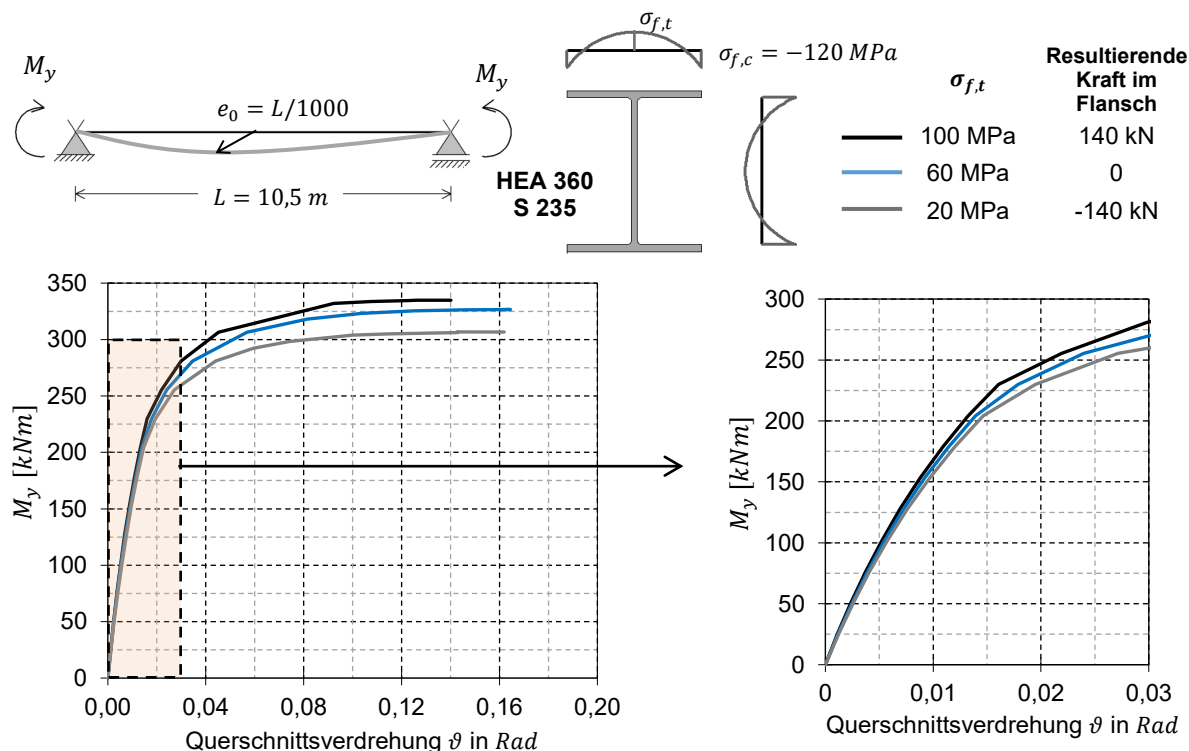 M_y
M_y
e_0 = L/1000
L = 10,5 m
HEA 360
S 235
σ_{f,t}
σ_{f,c} = −120 MPa
σ_{f,t}
Resultierende
Kraft im
Flansch
100 MPa 140 kN
60 MPa 0
20 MPa -140 kN
M_y [kNm]
350
300
250
200
150
100
50
0
0,00 0,04 0,08 0,12 0,16 0,20
Querschnittsverdrehung ϑ in Rad
M_y [kNm]
300
250
200
150
100
50
0
0 0,01 0,02 0,03
Querschnittsverdrehung ϑ in Rad